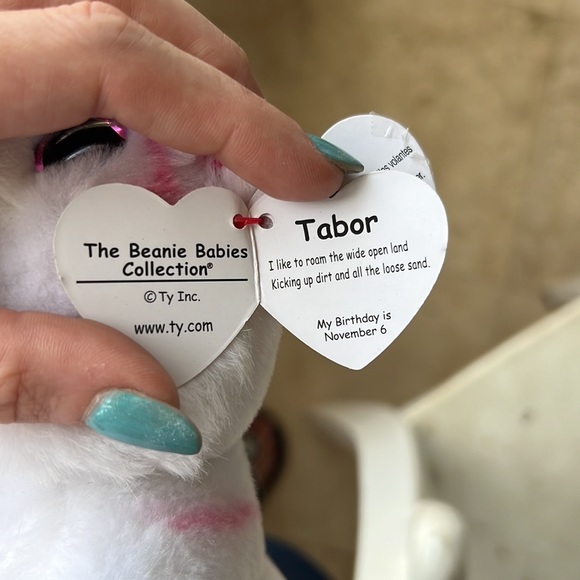 The Beanie Babies
Collection®
© Ty Inc.
www.ty.com
Tabor
I like to roam the wide open land
Kicking up dirt and all the loose sand.
My Birthday is
November 6
volantes